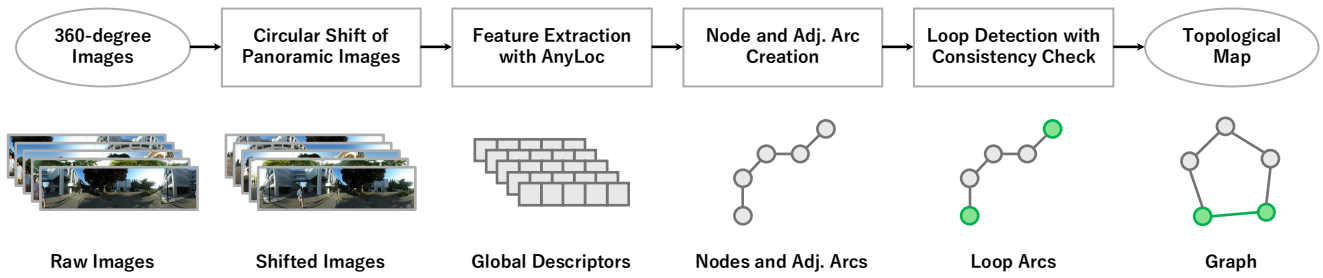 360-degree
Images
Circular Shift of
Panoramic Images
Feature Extraction
with AnyLoc
Node and Adj. Arc
Creation
Loop Detection with
Consistency Check
Topological
Map
Raw Images
Shifted Images
Global Descriptors
Nodes and Adj. Arcs
Loop Arcs
Graph